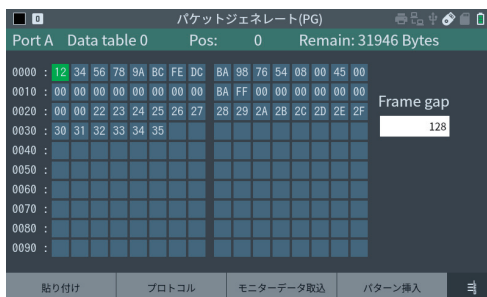 0 パケットジェネレート(PG)
Port A Data table 0 Pos: 0 Remain: 31946 Bytes
0000 : 12 34 56 78 9A BC FE DC BA 98 76 54 08 00 45 00
0010 : 00 00 00 00 00 00 00 00 BA FF 00 00 00 00 00 00
0020 : 00 00 22 23 24 25 26 27 28 29 2A 2B 2C 2D 2E 2F
0030 : 30 31 32 33 34 35
0040 :
0050 :
0060 :
0070 :
0080 :
0090 :
Frame gap
128
貼り付け プロトコル モニターデータ取込 パターン挿入